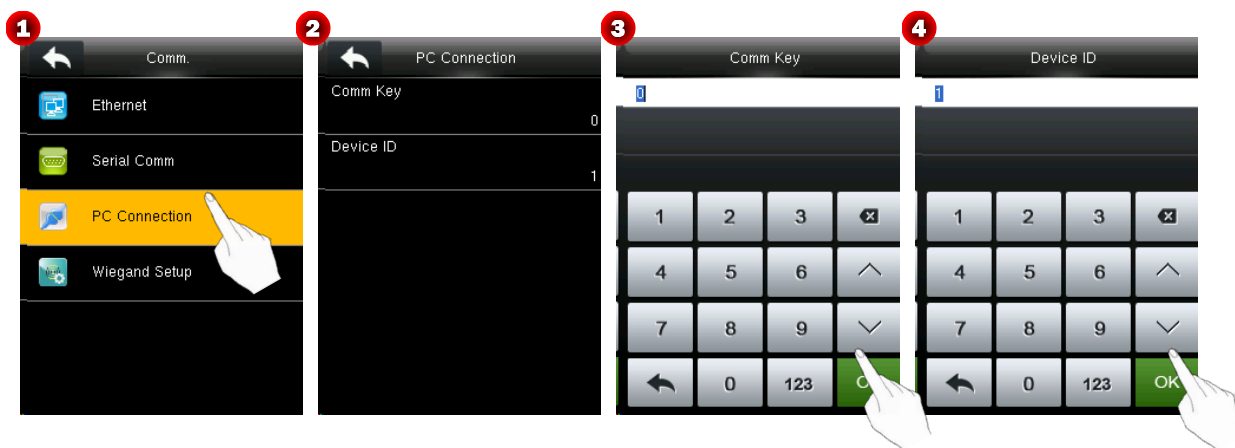 1
Comm.
Ethernet
Serial Comm
PC Connection
Wiegand Setup
2
PC Connection
Comm Key
0
Device ID
1
3
Comm Key
0
1 2 3
4 5 6
7 8 9
0 123
4
Device ID
1
1 2 3
4 5 6
7 8 9
0 123 OK